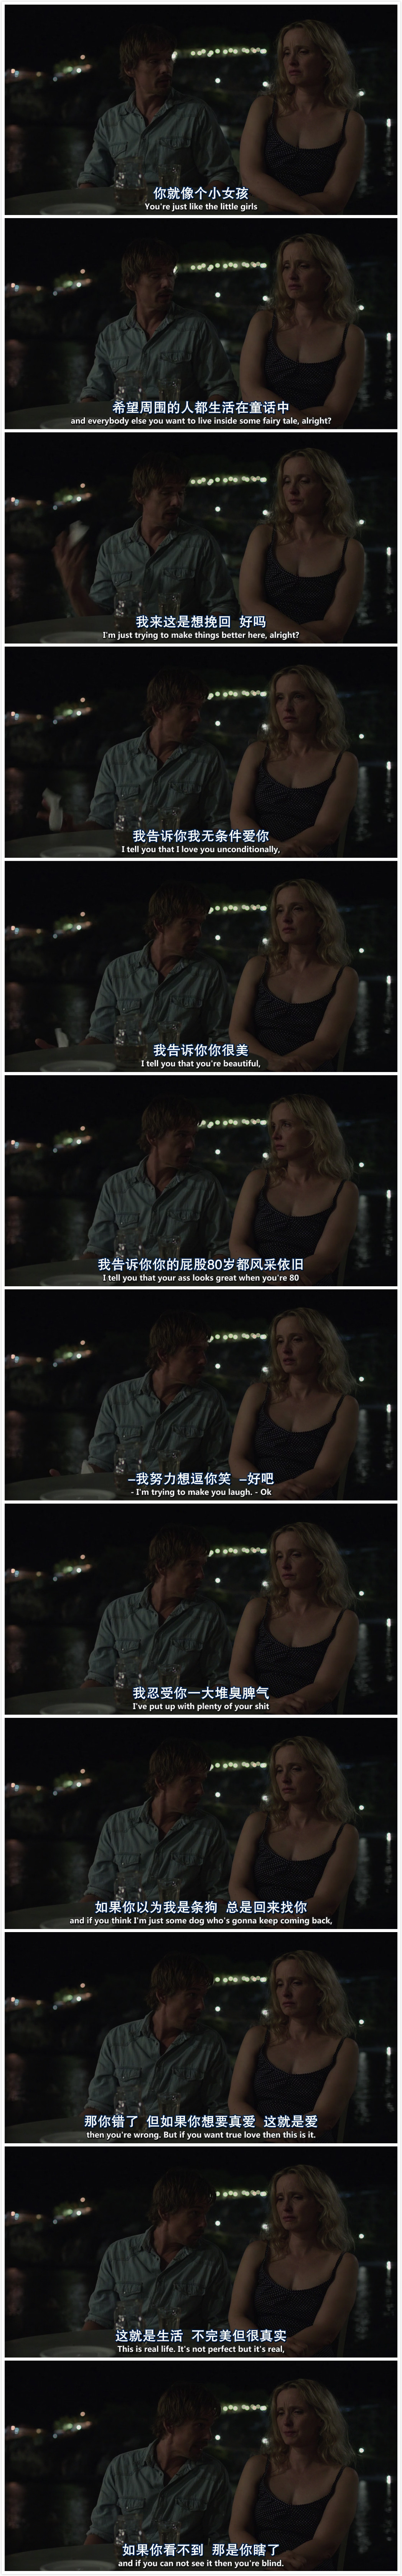 你就像个小女孩
You're just like the little girls
希望周围的人都生活在童话中
and everybody else you want to live inside some fairy tale, alright?
我来这是想挽回 好吗
I'm just trying to make things better here, alright?
我告诉你我无条件爱你
I tell you that I love you unconditionally,
我告诉你你很美
I tell you that you're beautiful,
我告诉你你的屁股80岁都风采依旧
I tell you that your ass looks great when you're 80
-我努力想逗你笑 -好吧
- I'm trying to make you laugh. - Ok
我忍受你一大堆臭脾气
I've put up with plenty of your shit
如果你以为我是条狗 总是回来找你
and if you think I'm just some dog who's gonna keep coming back,
那你错了 但如果你想要真爱 这就是爱
then you're wrong. But if you want true love then this is it.
这就是生活 不完美但很真实
This is real life. It's not perfect but it's real,
如果你看不到 那是你瞎了
and if you can not see it then you're blind.